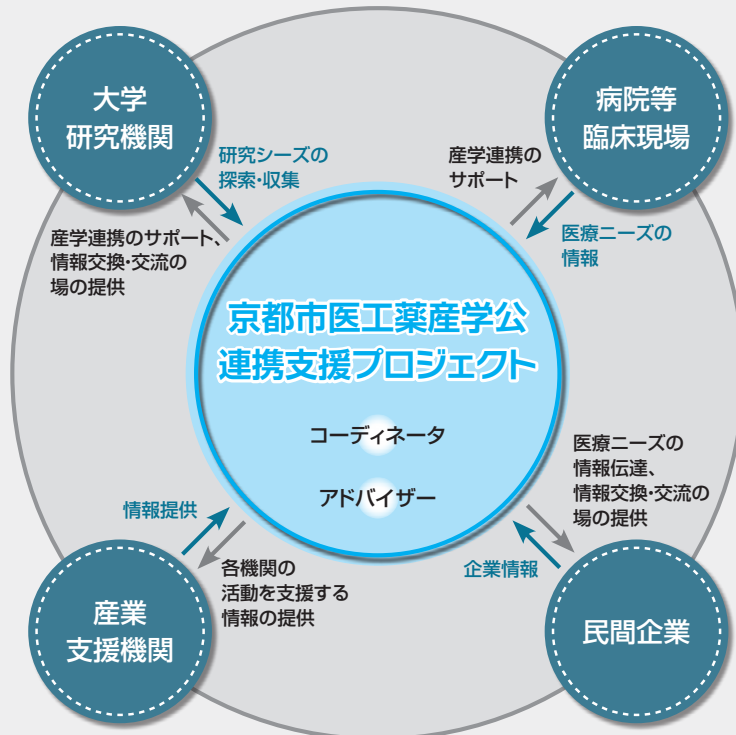 大学
研究機関
病院等
臨床現場
研究シーズの
探索・収集
産学連携の
サポート
産学連携のサポート、
情報交換・交流の
場の提供
医療ニーズの
情報
京都市医工薬産学公
連携支援プロジェクト
コーディネータ
アドバイザー
医療ニーズの
情報伝達、
情報交換・交流の
場の提供
情報提供
各機関の
活動を支援する
情報の提供
企業情報
産業
支援機関
民間企業